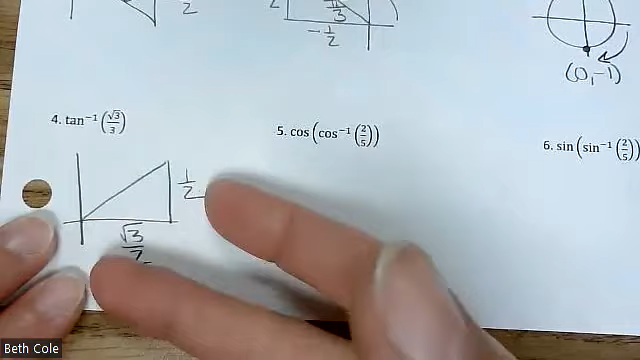 2
π/3
-1/2
(0,-1)
4. tan⁻¹(√3/3)
5. cos(cos⁻¹(2/5))
6. sin(sin⁻¹(2/5))
1/2
√3/2
Beth Cole